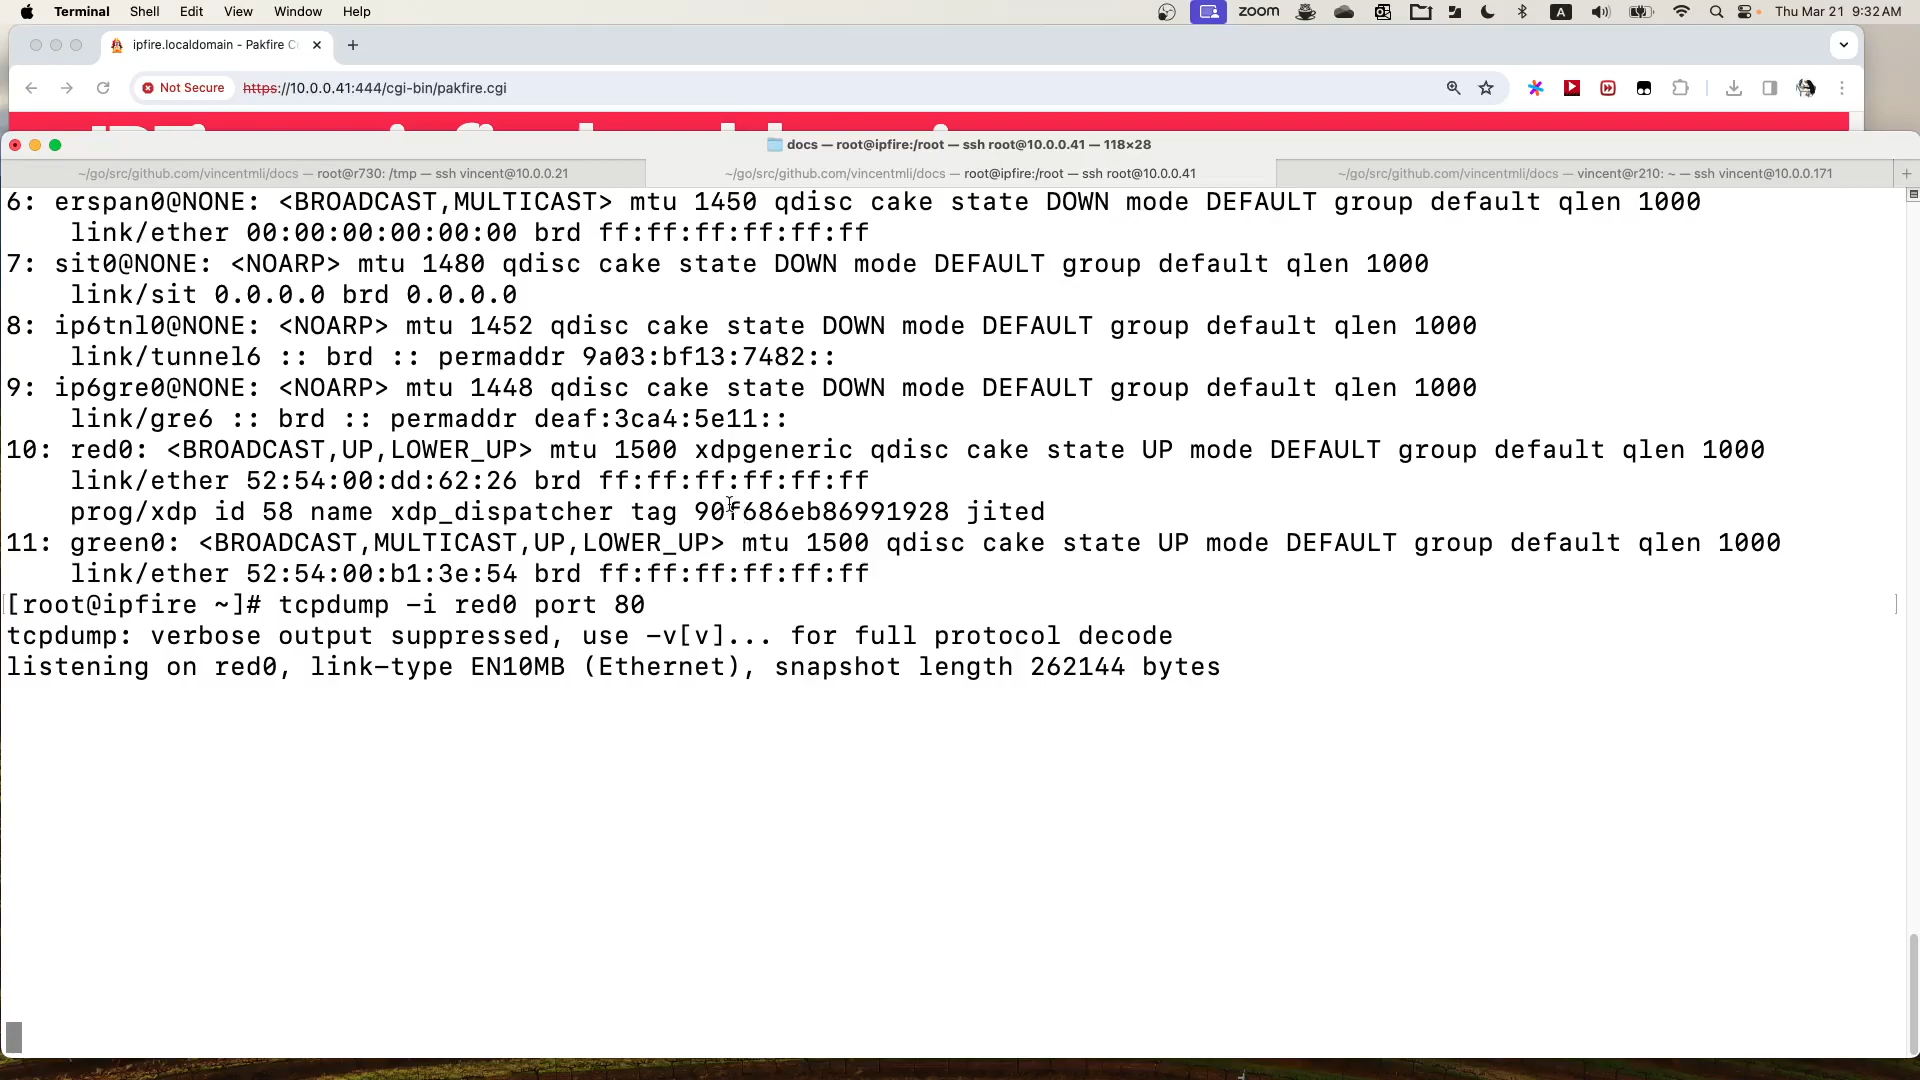 Terminal Shell Edit View Window Help zoom A Thu Mar 21 9:32 AM
ipfire.localdomain - Pakfire C
Not Secure https://10.0.0.41:444/cgi-bin/pakfire.cgi
docs — root@ipfire:/root — ssh root@10.0.0.41 — 118×28
~/go/src/github.com/vincentmli/docs — root@r730: /tmp — ssh vincent@10.0.0.21 ~/go/src/github.com/vincentmli/docs — root@ipfire:/root — ssh root@10.0.0.41 ~/go/src/github.com/vincentmli/docs — vincent@r210: ~ — ssh vincent@10.0.0.171
6: erspan0@NONE: <BROADCAST,MULTICAST> mtu 1450 qdisc cake state DOWN mode DEFAULT group default qlen 1000
link/ether 00:00:00:00:00:00 brd ff:ff:ff:ff:ff:ff
7: sit0@NONE: <NOARP> mtu 1480 qdisc cake state DOWN mode DEFAULT group default qlen 1000
link/sit 0.0.0.0 brd 0.0.0.0
8: ip6tnl0@NONE: <NOARP> mtu 1452 qdisc cake state DOWN mode DEFAULT group default qlen 1000
link/tunnel6 :: brd :: permaddr 9a03:bf13:7482::
9: ip6gre0@NONE: <NOARP> mtu 1448 qdisc cake state DOWN mode DEFAULT group default qlen 1000
link/gre6 :: brd :: permaddr deaf:3ca4:5e11::
10: red0: <BROADCAST,UP,LOWER_UP> mtu 1500 xdpgeneric qdisc cake state UP mode DEFAULT group default qlen 1000
link/ether 52:54:00:dd:62:26 brd ff:ff:ff:ff:ff:ff
prog/xdp id 58 name xdp_dispatcher tag 90f686eb86991928 jited
11: green0: <BROADCAST,MULTICAST,UP,LOWER_UP> mtu 1500 qdisc cake state UP mode DEFAULT group default qlen 1000
link/ether 52:54:00:b1:3e:54 brd ff:ff:ff:ff:ff:ff
[root@ipfire ~]# tcpdump -i red0 port 80
tcpdump: verbose output suppressed, use -v[v]... for full protocol decode
listening on red0, link-type EN10MB (Ethernet), snapshot length 262144 bytes